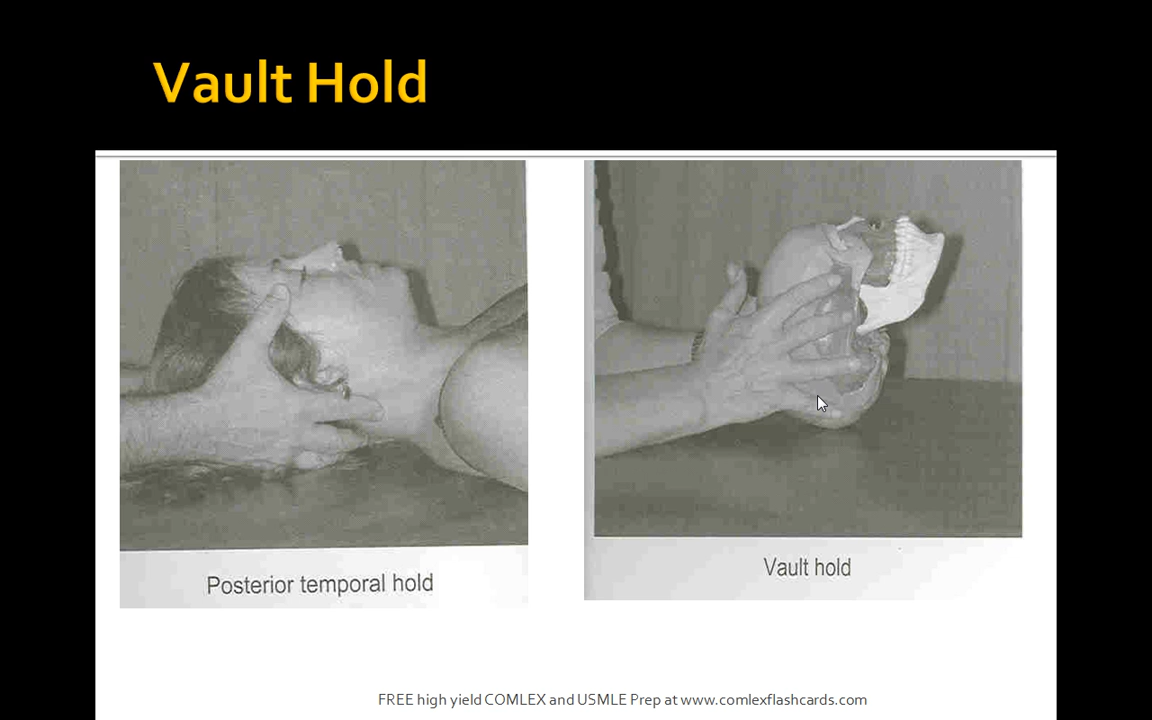 Vault Hold
Posterior temporal hold
Vault hold
FREE high yield COMLEX and USMLE Prep at www.comlexflashcards.com